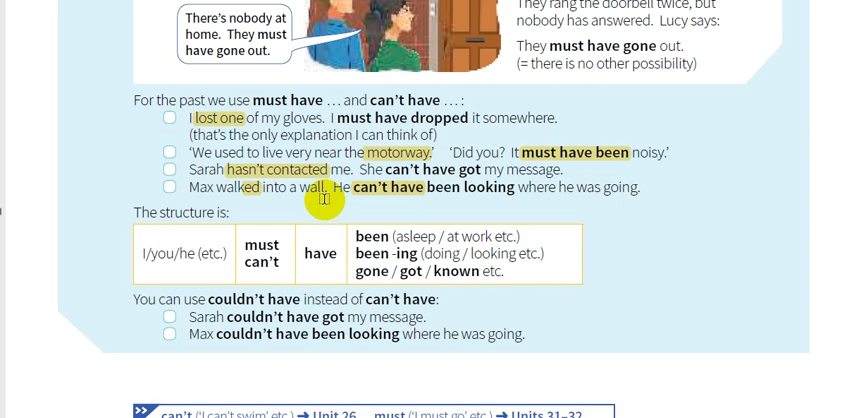 They rang the doorbell twice, but
nobody has answered. Lucy says:
There's nobody at
home. They must
have gone out.
They must have gone out.
(= there is no other possibility)
For the past we use must have … and can't have … :
I lost one of my gloves. I must have dropped it somewhere.
(that's the only explanation I can think of)
'We used to live very near the motorway.' 'Did you? It must have been noisy.'
Sarah hasn't contacted me. She can't have got my message.
Max walked into a wall. He can't have been looking where he was going.
The structure is:
I/you/he (etc.) must can't have been (asleep / at work etc.)
been -ing (doing / looking etc.)
gone / got / known etc.
You can use couldn't have instead of can't have:
Sarah couldn't have got my message.
Max couldn't have been looking where he was going.
can't ('I can't swim' etc.) ➜ Unit 26 must ('I must go' etc.) ➜ Units 31–32